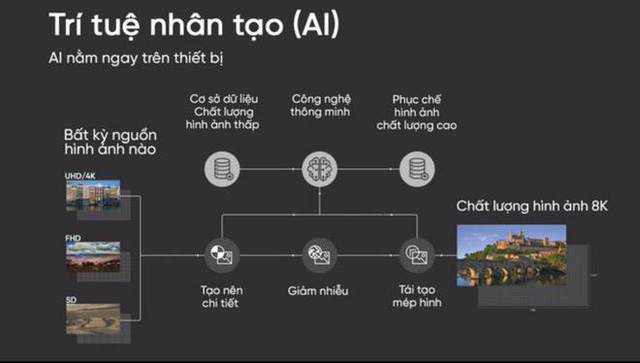 Trí tuệ nhân tạo (AI)
AI nằm ngay trên thiết bị
Cơ sở dữ liệu
Chất lượng
hình ảnh thấp
Công nghệ
thông minh
Phục chế
hình ảnh
chất lượng cao
Bất kỳ nguồn
hình ảnh nào
UHD/4K
FHD
SD
Tạo nên
chi tiết
Giảm nhiễu
Tái tạo
mép hình
Chất lượng hình ảnh 8K